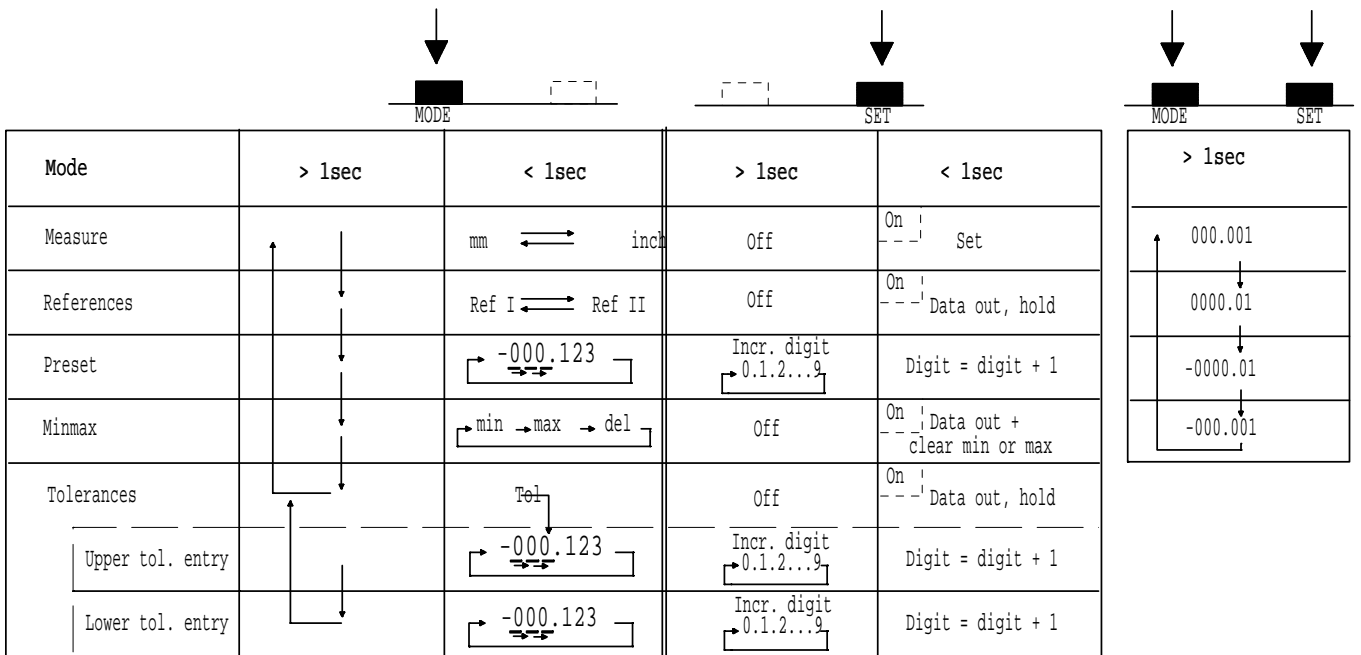 MODE SET MODE SET
Mode > 1sec < 1sec > 1sec < 1sec > 1sec
Measure mm inch Off On Set 000.001
References Ref I Ref II Off On Data out, hold 0000.01
Preset -000.123 Incr. digit 0.1.2...9 Digit = digit + 1 -0000.01
Minmax min max del Off On Data out + clear min or max -000.001
Tolerances Tol Off On Data out, hold
Upper tol. entry -000.123 Incr. digit 0.1.2...9 Digit = digit + 1
Lower tol. entry -000.123 Incr. digit 0.1.2...9 Digit = digit + 1